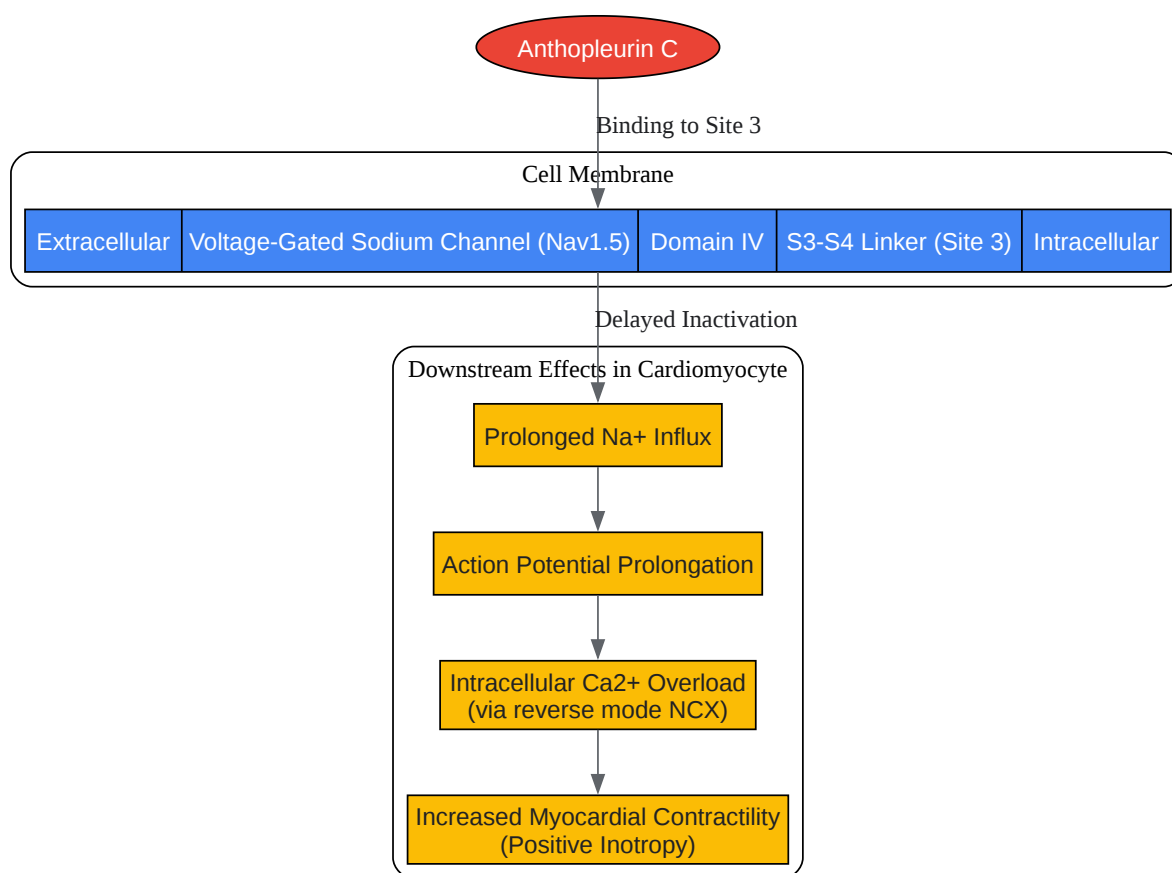 Anthopleurin C
Binding to Site 3
Cell Membrane
Extracellular
Voltage-Gated Sodium Channel (Nav1.5)
Domain IV
S3-S4 Linker (Site 3)
Intracellular
Delayed Inactivation
Downstream Effects in Cardiomyocyte
Prolonged Na+ Influx
Action Potential Prolongation
Intracellular Ca2+ Overload
(via reverse mode NCX)
Increased Myocardial Contractility
(Positive Inotropy)